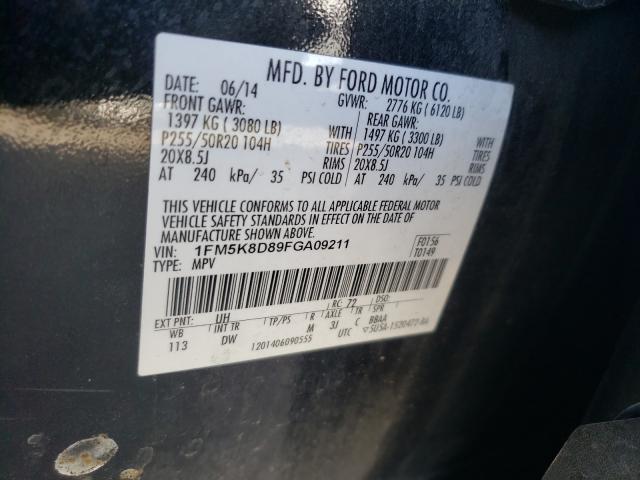 MFD. BY FORD MOTOR CO.
DATE: 06/14 GVWR: 2776 KG ( 6120 LB)
FRONT GAWR: REAR GAWR:
1397 KG ( 3080 LB) WITH 1497 KG ( 3300 LB) WITH
P255/50R20 104H TIRES P255/50R20 104H TIRES
20X8.5J RIMS 20X8.5J RIMS
AT 240 kPa/ 35 PSI COLD AT 240 kPa/ 35 PSI COLD
THIS VEHICLE CONFORMS TO ALL APPLICABLE FEDERAL MOTOR
VEHICLE SAFETY STANDARDS IN EFFECT ON THE DATE OF
MANUFACTURE SHOWN ABOVE.
VIN: 1FM5K8D89FGA09211 F0156
TYPE: MPV T0149
EXT PNT: UH RC: 72 DSO:
WB INT TR TP/PS R AXLE TR SPR
113 DW M 3J C BBAA
1201406090555 UTC